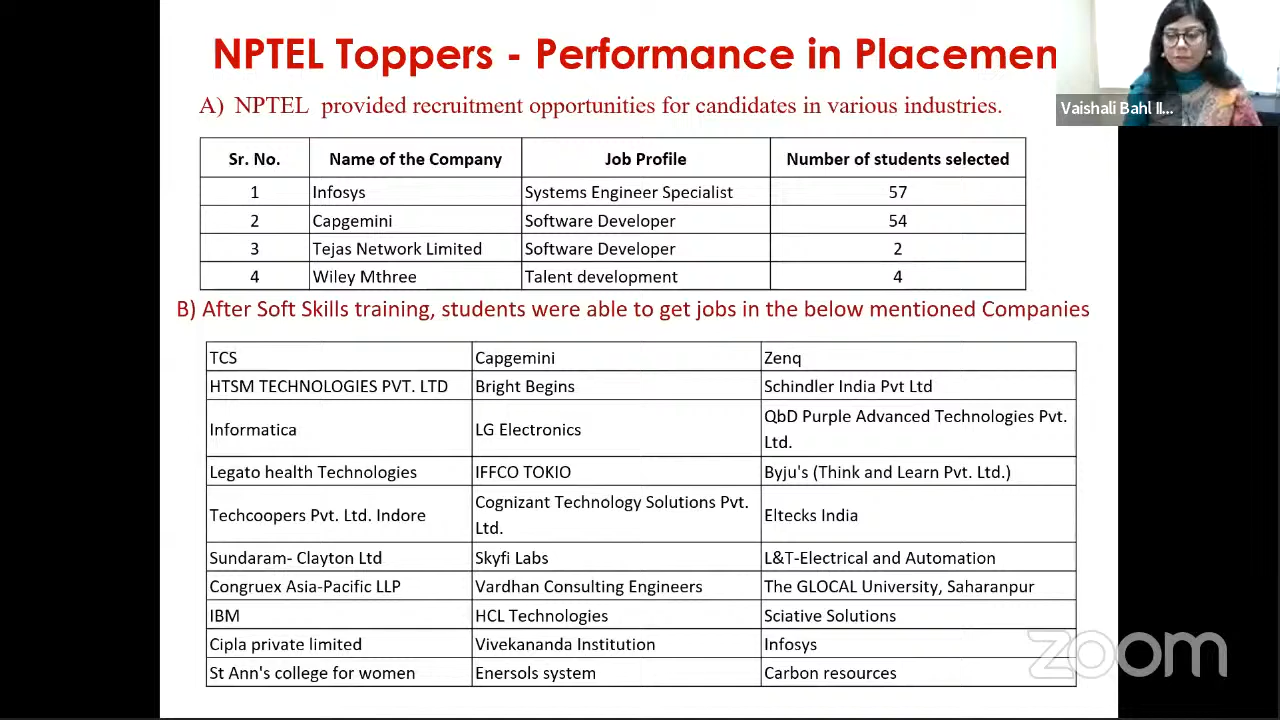 NPTEL Toppers - Performance in Placemen
Vaishali Bahl II...
A) NPTEL provided recruitment opportunities for candidates in various industries.
Sr. No. Name of the Company Job Profile Number of students selected
1 Infosys Systems Engineer Specialist 57
2 Capgemini Software Developer 54
3 Tejas Network Limited Software Developer 2
4 Wiley Mthree Talent development 4
B) After Soft Skills training, students were able to get jobs in the below mentioned Companies
TCS Capgemini Zenq
HTSM TECHNOLOGIES PVT. LTD Bright Begins Schindler India Pvt Ltd
Informatica LG Electronics QbD Purple Advanced Technologies Pvt.
Ltd.
Legato health Technologies IFFCO TOKIO Byju's (Think and Learn Pvt. Ltd.)
Techcoopers Pvt. Ltd. Indore Cognizant Technology Solutions Pvt.
Ltd. Eltecks India
Sundaram- Clayton Ltd Skyfi Labs L&T-Electrical and Automation
Congruex Asia-Pacific LLP Vardhan Consulting Engineers The GLOCAL University, Saharanpur
IBM HCL Technologies Sciative Solutions
Cipla private limited Vivekananda Institution Infosys
St Ann's college for women Enersols system Carbon resources
zoom